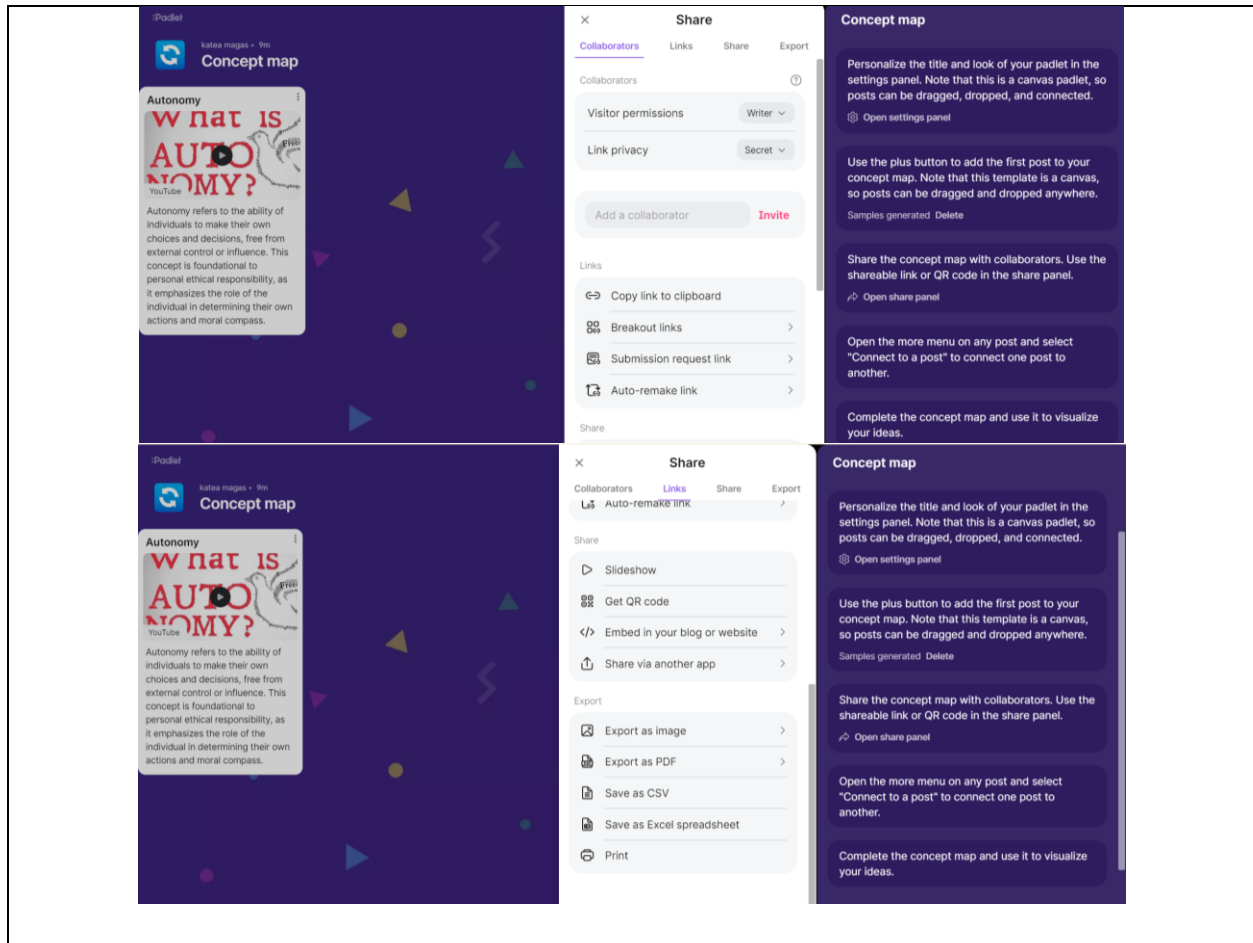 :Padlet
katea magas • 9m
Concept map
Autonomy
What is
AUTO
NOMY?
Free
YouTube
Autonomy refers to the ability of
individuals to make their own
choices and decisions, free from
external control or influence. This
concept is foundational to
personal ethical responsibility, as
it emphasizes the role of the
individual in determining their own
actions and moral compass.
Share
Collaborators Links Share Export
Collaborators
Visitor permissions Writer
Link privacy Secret
Add a collaborator Invite
Links
Copy link to clipboard
Breakout links
Submission request link
Auto-remake link
Share
Concept map
Personalize the title and look of your padlet in the
settings panel. Note that this is a canvas padlet, so
posts can be dragged, dropped, and connected.
Open settings panel
Use the plus button to add the first post to your
concept map. Note that this template is a canvas,
so posts can be dragged and dropped anywhere.
Samples generated Delete
Share the concept map with collaborators. Use the
shareable link or QR code in the share panel.
Open share panel
Open the more menu on any post and select
"Connect to a post" to connect one post to
another.
Complete the concept map and use it to visualize
your ideas.
:Padlet
katea magas • 9m
Concept map
Autonomy
What is
AUTO
NOMY?
Free
YouTube
Autonomy refers to the ability of
individuals to make their own
choices and decisions, free from
external control or influence. This
concept is foundational to
personal ethical responsibility, as
it emphasizes the role of the
individual in determining their own
actions and moral compass.
Share
Collaborators Links Share Export
Auto-remake link
Share
Slideshow
Get QR code
Embed in your blog or website
Share via another app
Export
Export as image
Export as PDF
Save as CSV
Save as Excel spreadsheet
Print
Concept map
Personalize the title and look of your padlet in the
settings panel. Note that this is a canvas padlet, so
posts can be dragged, dropped, and connected.
Open settings panel
Use the plus button to add the first post to your
concept map. Note that this template is a canvas,
so posts can be dragged and dropped anywhere.
Samples generated Delete
Share the concept map with collaborators. Use the
shareable link or QR code in the share panel.
Open share panel
Open the more menu on any post and select
"Connect to a post" to connect one post to
another.
Complete the concept map and use it to visualize
your ideas.